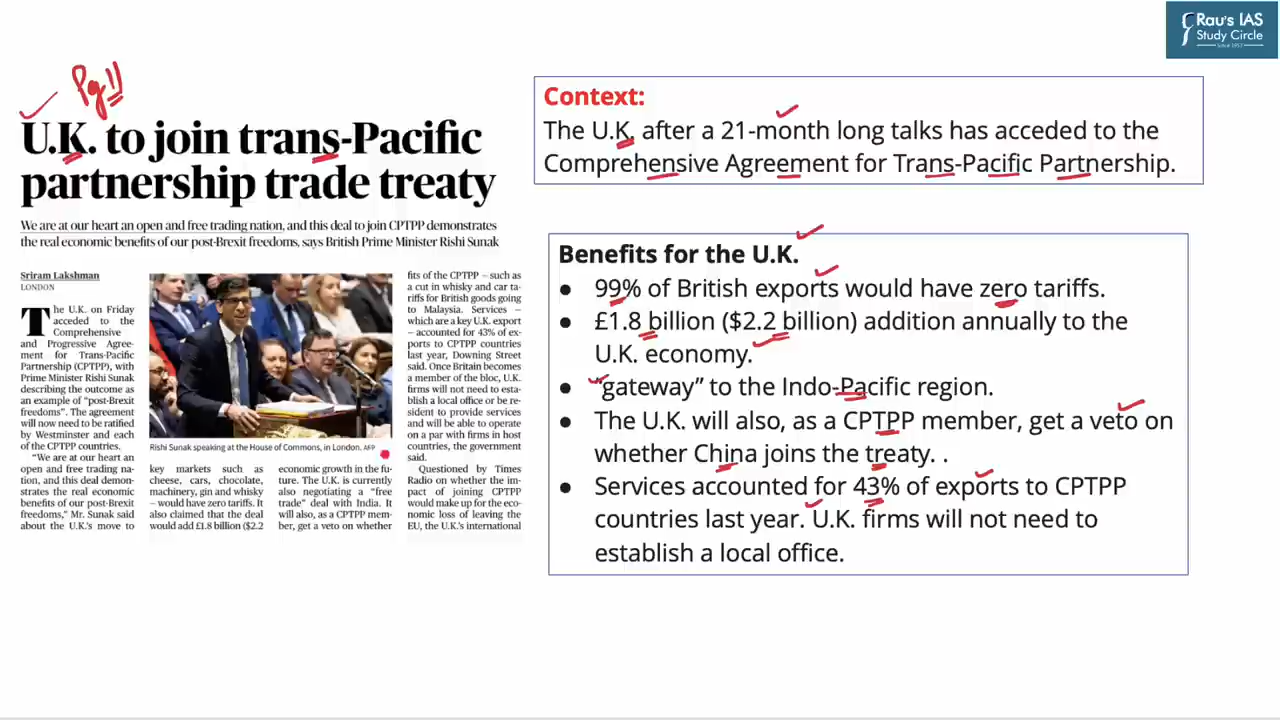 Rau's IAS
Study Circle
since 1953
Pg 11
U.K. to join trans-Pacific
partnership trade treaty
We are at our heart an open and free trading nation, and this deal to join CPTPP demonstrates
the real economic benefits of our post-Brexit freedoms, says British Prime Minister Rishi Sunak
Sriram Lakshman
LONDON
The U.K. on Friday
acceded to the
Comprehensive
and Progressive Agree-
ment for Trans-Pacific
Partnership (CPTPP), with
Prime Minister Rishi Sunak
describing the outcome as
an example of "post-Brexit
freedoms". The agreement
will now need to be ratified
by Westminster and each
of the CPTPP countries.
"We are at our heart an
open and free trading na-
tion, and this deal demon-
strates the real economic
benefits of our post-Brexit
freedoms," Mr. Sunak said
about the U.K.'s move to
Rishi Sunak speaking at the House of Commons, in London. AFP
key markets such as
cheese, cars, chocolate,
machinery, gin and whisky
– would have zero tariffs. It
also claimed that the deal
would add £1.8 billion ($2.2
economic growth in the fu-
ture. The U.K. is currently
also negotiating a "free
trade" deal with India. It
will also, as a CPTPP mem-
ber, get a veto on whether
fits of the CPTPP – such as
a cut in whisky and car ta-
riffs for British goods going
to Malaysia. Services –
which are a key U.K. export
– accounted for 43% of ex-
ports to CPTPP countries
last year, Downing Street
said. Once Britain becomes
a member of the bloc, U.K.
firms will not need to esta-
blish a local office or be re-
sident to provide services
and will be able to operate
on a par with firms in host
countries, the government
said.
Questioned by Times
Radio on whether the im-
pact of joining CPTPP
would make up for the eco-
nomic loss of leaving the
EU, the U.K.'s international
Context:
The U.K. after a 21-month long talks has acceded to the
Comprehensive Agreement for Trans-Pacific Partnership.
Benefits for the U.K.
● 99% of British exports would have zero tariffs.
● £1.8 billion ($2.2 billion) addition annually to the
U.K. economy.
● "gateway" to the Indo-Pacific region.
● The U.K. will also, as a CPTPP member, get a veto on
whether China joins the treaty. .
● Services accounted for 43% of exports to CPTPP
countries last year. U.K. firms will not need to
establish a local office.